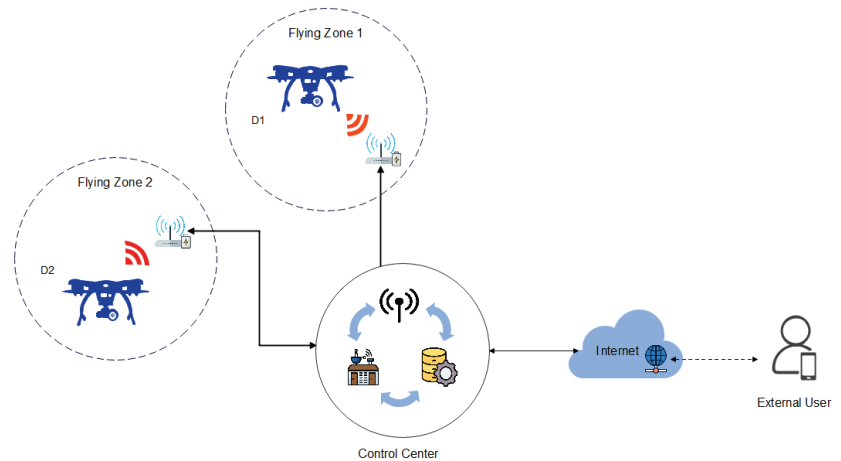 Flying Zone 1
D1
Flying Zone 2
D2
Internet
External User
Control Center